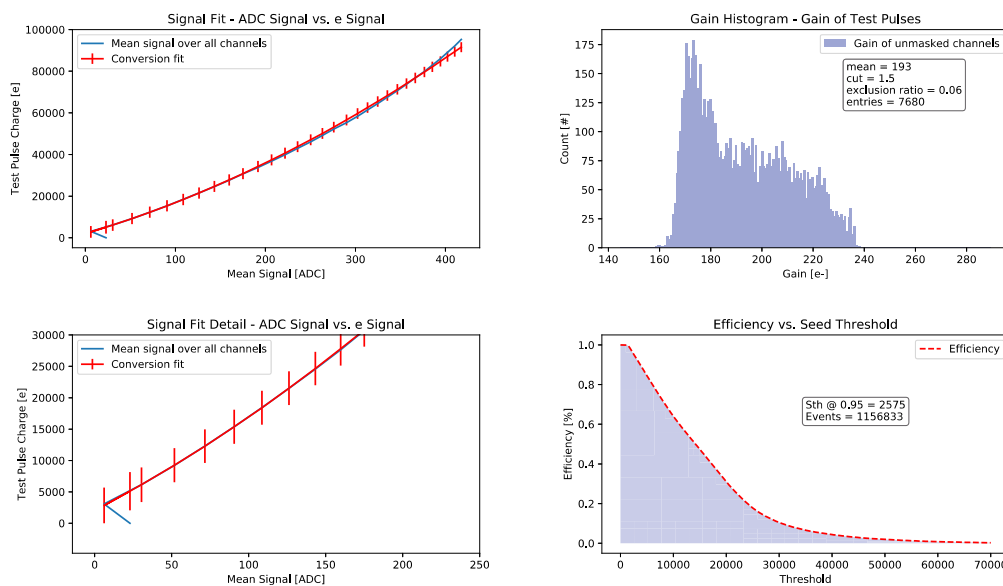 Signal Fit - ADC Signal vs. e Signal
Test Pulse Charge [e]
100000
80000
60000
40000
20000
0
Mean signal over all channels
Conversion fit
0
100
200
300
400
Mean Signal [ADC]
Gain Histogram - Gain of Test Pulses
Count [#]
175
150
125
100
75
50
25
0
Gain of unmasked channels
mean = 193
cut = 1.5
exclusion ratio = 0.06
entries = 7680
140
160
180
200
220
240
260
280
Gain [e-]
Signal Fit Detail - ADC Signal vs. e Signal
Test Pulse Charge [e]
30000
25000
20000
15000
10000
5000
0
Mean signal over all channels
Conversion fit
0
50
100
150
200
250
Mean Signal [ADC]
Efficiency vs. Seed Threshold
Efficiency [%]
1.0
0.8
0.6
0.4
0.2
0.0
Efficiency
Sth @ 0.95 = 2575
Events = 1156833
0
10000
20000
30000
40000
50000
60000
70000
Threshold